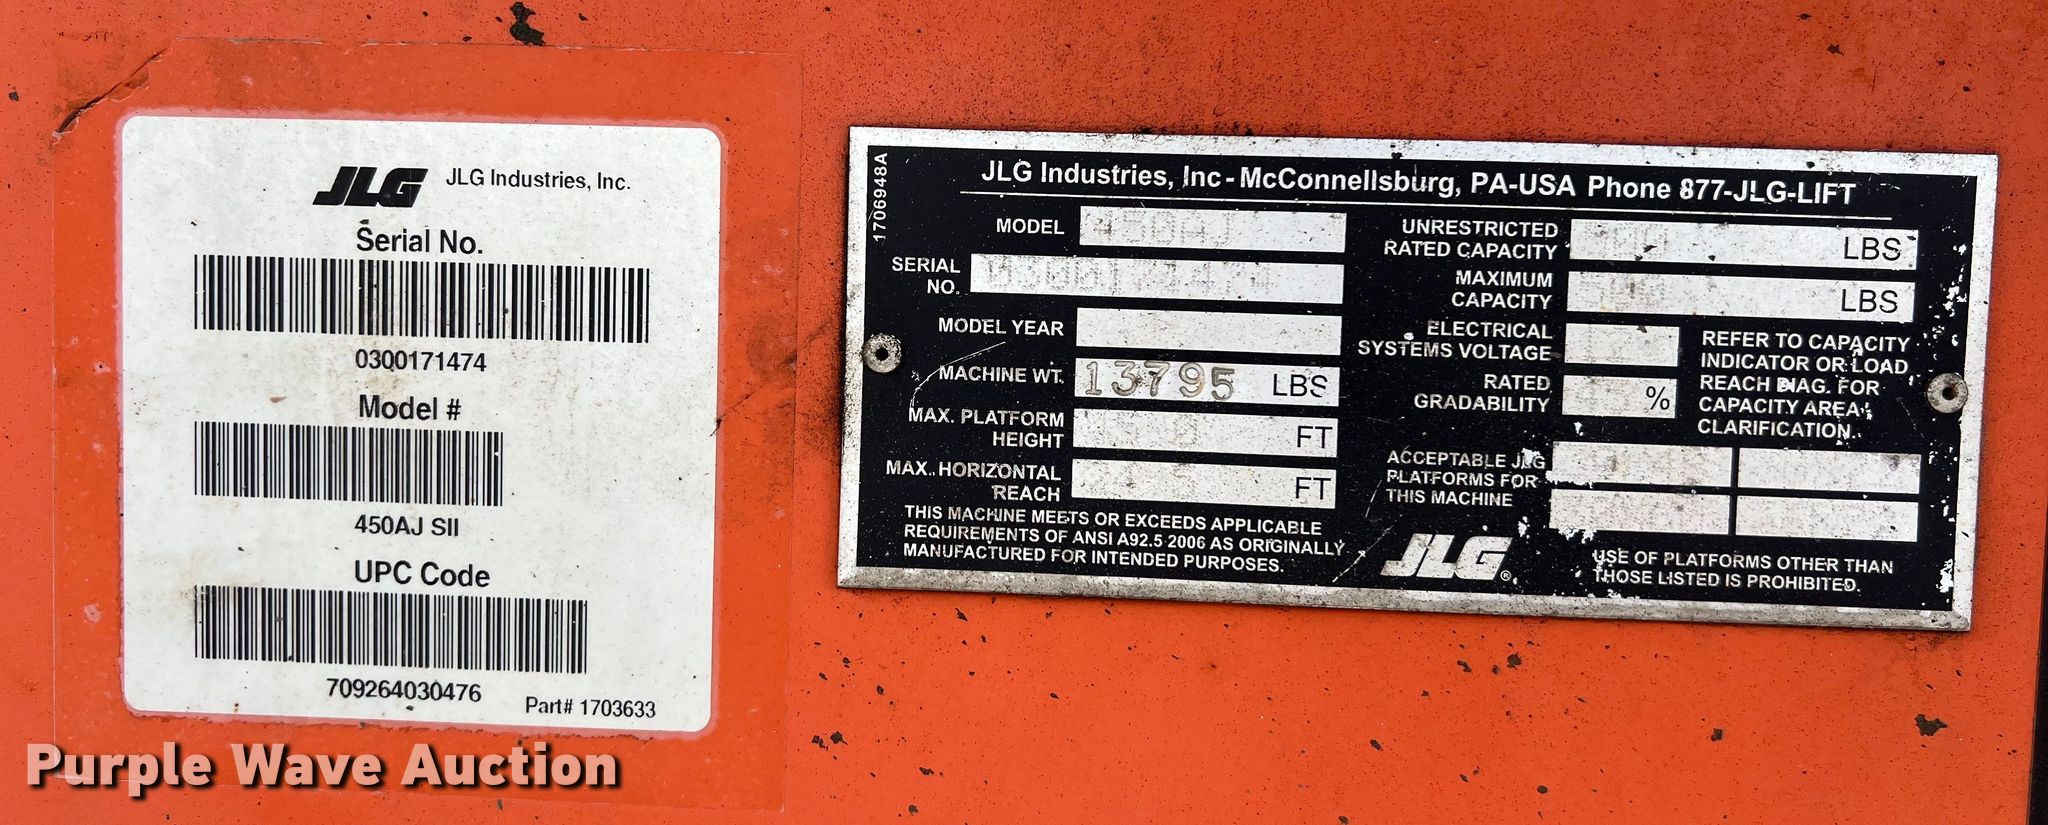 JLG JLG Industries, Inc.
Serial No.
0300171474
Model #
450AJ SII
UPC Code
709264030476
Part# 1703633
1706948A
JLG Industries, Inc - McConnellsburg, PA-USA Phone 877-JLG-LIFT
MODEL 450AJ
SERIAL NO. 0300171474
MODEL YEAR
MACHINE WT. 13795 LBS
MAX. PLATFORM
HEIGHT FT
MAX. HORIZONTAL
REACH FT
THIS MACHINE MEETS OR EXCEEDS APPLICABLE
REQUIREMENTS OF ANSI A92.5 2006 AS ORIGINALLY
MANUFACTURED FOR INTENDED PURPOSES.
UNRESTRICTED
RATED CAPACITY LBS
MAXIMUM
CAPACITY LBS
ELECTRICAL
SYSTEMS VOLTAGE
RATED
GRADABILITY %
REFER TO CAPACITY
INDICATOR OR LOAD
REACH DIAG. FOR
CAPACITY AREA
CLARIFICATION.
ACCEPTABLE JLG
PLATFORMS FOR
THIS MACHINE
JLG®
USE OF PLATFORMS OTHER THAN
THOSE LISTED IS PROHIBITED.
Purple Wave Auction